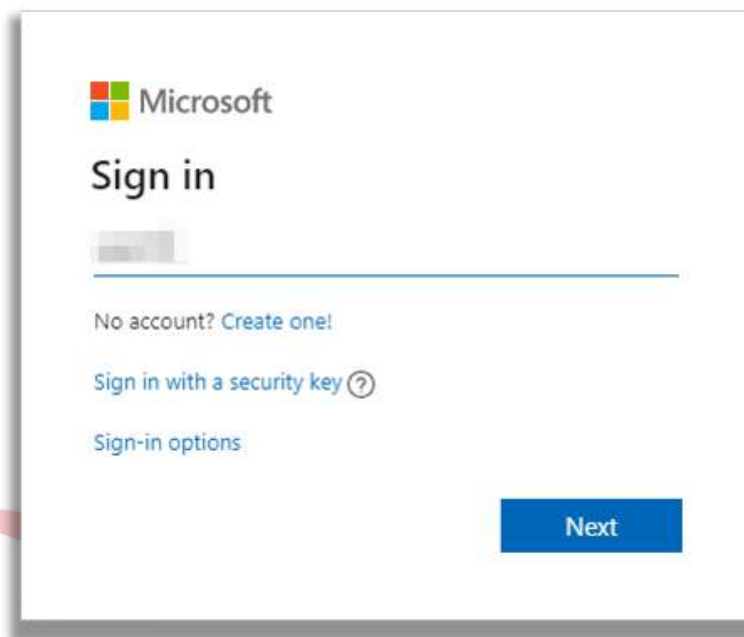 Microsoft
Sign in
No account? Create one!
Sign in with a security key
Sign-in options
Next